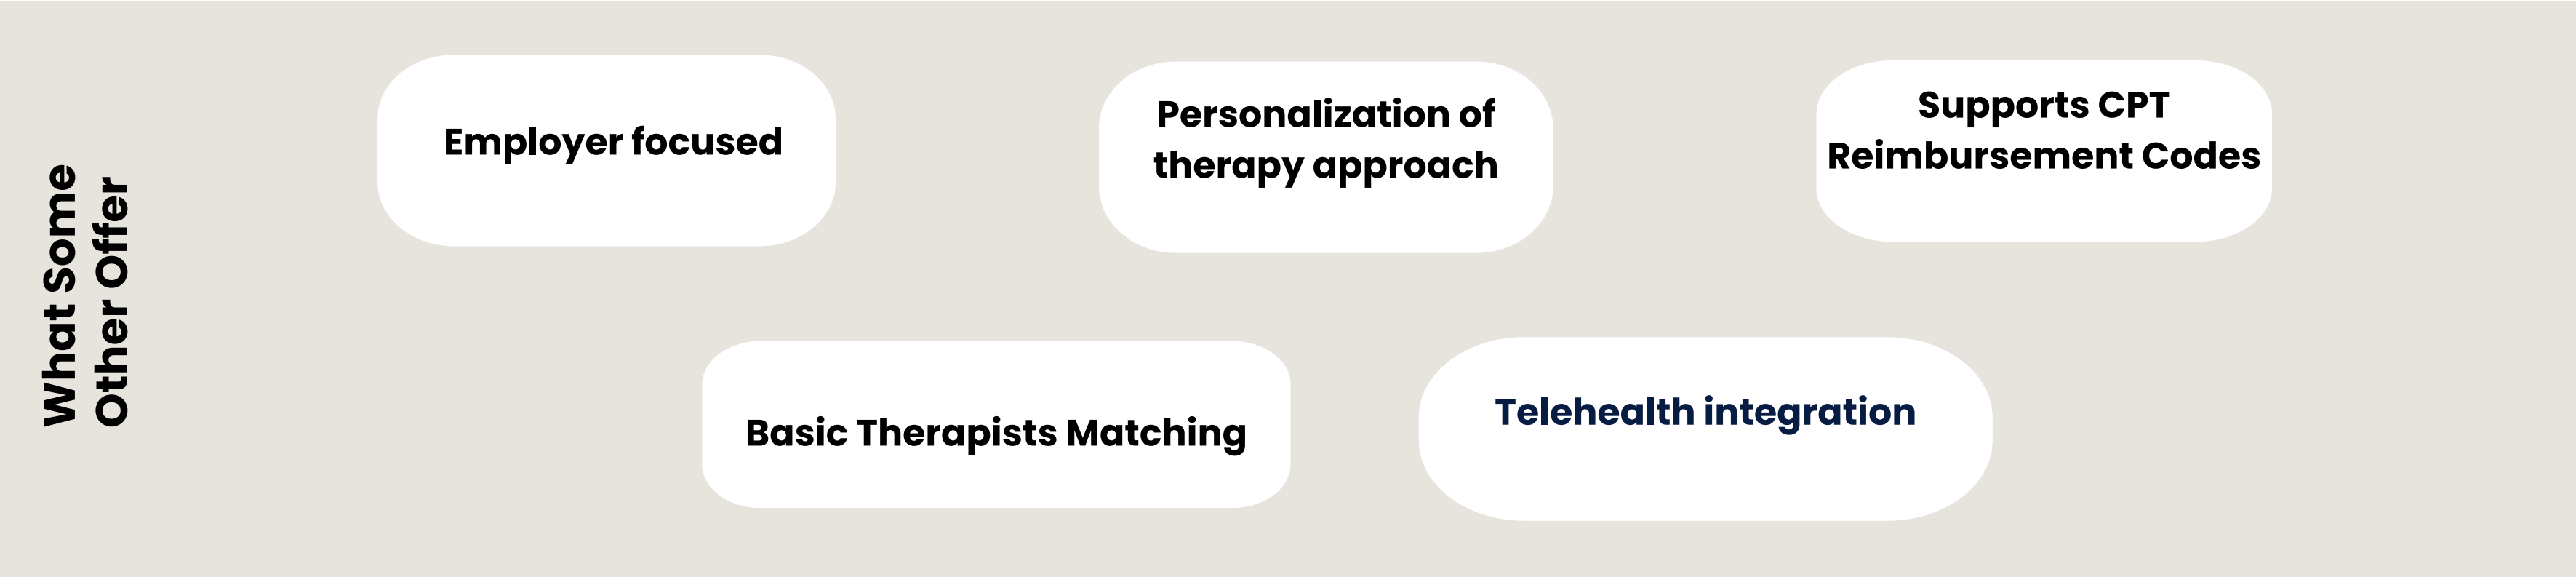 What Some
Other Offer
Employer focused
Personalization of
therapy approach
Supports CPT
Reimbursement Codes
Basic Therapists Matching
Telehealth integration